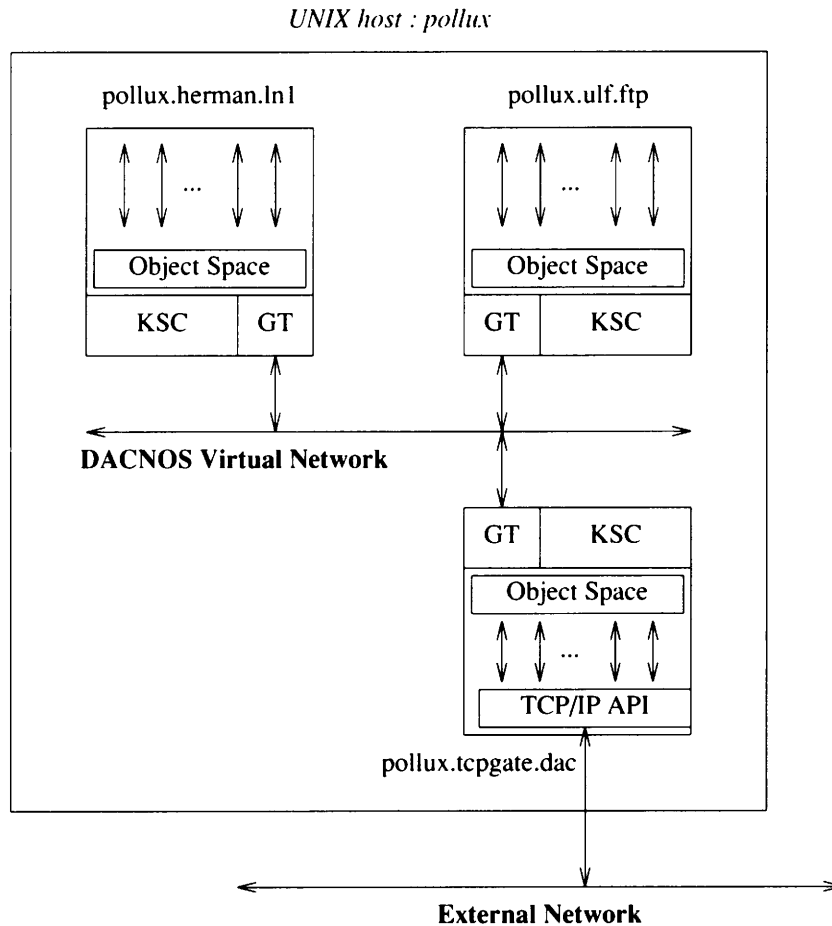 UNIX host : pollux
pollux.herman.ln1 pollux.ulf.ftp
... ...
Object Space Object Space
KSC GT GT KSC
DACNOS Virtual Network
GT KSC
Object Space
...
TCP/IP API
pollux.tcpgate.dac
External Network